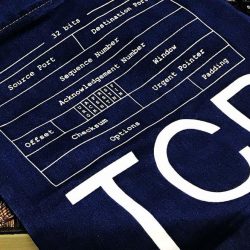 32 bits
Source Port Destination Port
Sequence Number
Acknowledgement Number
Offset Window
Checksum Urgent Pointer
Options Padding
TCP